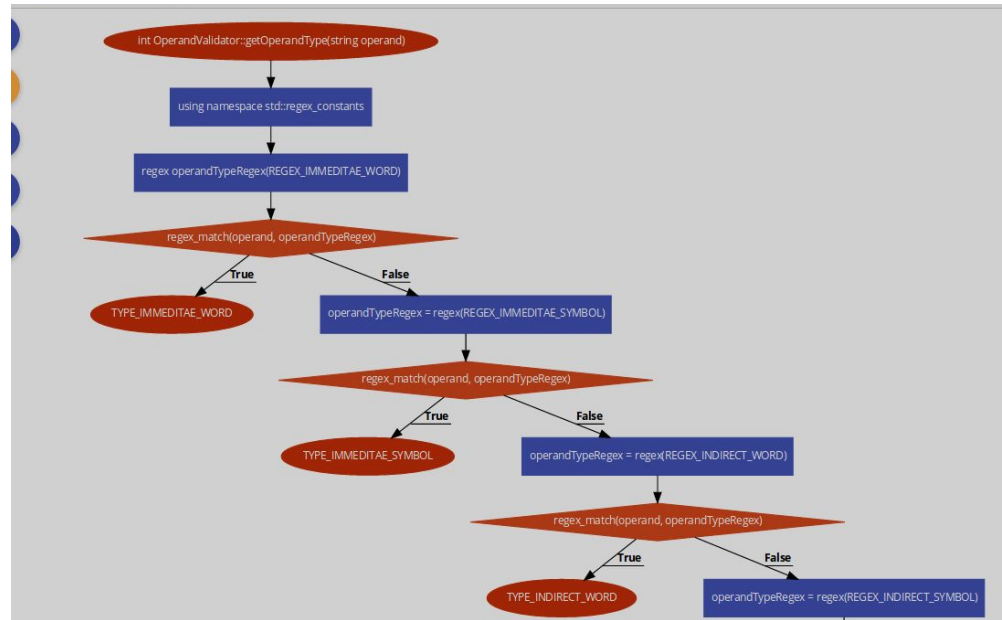 int OperandValidator::getOperandType(string operand)
using namespace std::regex_constants
regex operandTypeRegex(REGEX_IMMEDITAE_WORD)
regex_match(operand, operandTypeRegex)
True
False
TYPE_IMMEDITAE_WORD
operandTypeRegex = regex(REGEX_IMMEDITAE_SYMBOL)
regex_match(operand, operandTypeRegex)
True
False
TYPE_IMMEDITAE_SYMBOL
operandTypeRegex = regex(REGEX_INDIRECT_WORD)
regex_match(operand, operandTypeRegex)
True
False
TYPE_INDIRECT_WORD
operandTypeRegex = regex(REGEX_INDIRECT_SYMBOL)